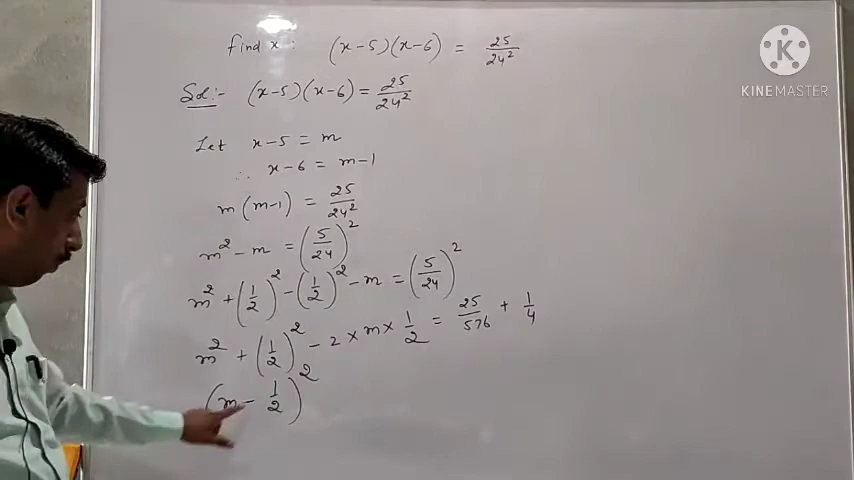 find x : (x-5)(x-6) = 25/24²
K M
KINEMASTER
Sol:- (x-5)(x-6) = 25/24²
Let x-5 = m
∴ x-6 = m-1
m(m-1) = 25/24²
m² - m = (5/24)²
m² + (1/2)² - (1/2)² - m = (5/24)²
m² + (1/2)² - 2 × m × 1/2 = 25/576 + 1/4
(m - 1/2)²